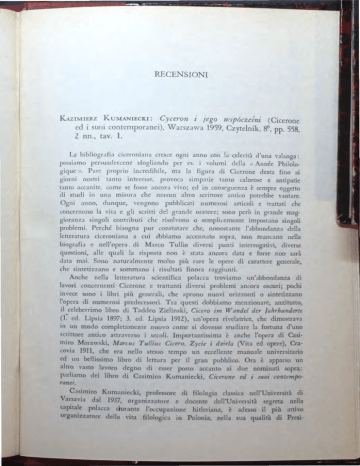 RECENSIONI
KAZIMIERZ KUMANIECKI: Cyceron i jego współcześni (Cicerone
ed i suoi contemporanei), Warszawa 1959, Czytelnik, 8º, pp. 558,
2 nn., tav. 1.
La bibliografia ciceroniana cresce ogni anno con la celerità d'una valanga:
possiamo persuadercene sfogliando per es. i volumi della « Année Philolo-
gique ». Pare proprio incredibile, ma la figura di Cicerone desta fino ai
giorni nostri tanto interesse, provoca simpatie tanto calorose e antipatie
tanto accanite, come se fosse ancora vivo; ed in conseguenza è sempre oggetto
di studi in una misura che nessun altro scrittore antico potrebbe vantare.
Ogni anno, dunque, vengono pubblicati numerosi articoli e trattati che
concernono la vita e gli scritti del grande oratore; sono però in grande mag-
gioranza singoli contributi che risolvono o semplicemente impostano singoli
problemi. Perché bisogna pur constatare che, nonostante l'abbondanza della
letteratura ciceroniana a cui abbiamo accennato sopra, non mancano nella
biografia e nell'opera di Marco Tullio diversi punti interrogativi, diverse
questioni, alle quali la risposta non è stata ancora data e forse non sarà
data mai. Sono naturalmente molto più rare le opere di carattere generale,
che sintetizzano e sommano i risultati finora raggiunti.
Anche nella letteratura scientifica polacca troviamo un'abbondanza di
lavori concernenti Cicerone e trattanti diversi problemi ancora oscuri; pochi
invece sono i libri più generali, che aprono nuovi orizzonti o sintetizzano
l'opera di numerosi predecessori. Tra questi dobbiamo menzionare, anzitutto,
il celeberrimo libro di Taddeo Zieliński, Cicero im Wandel der Jahrhunderte
(I. ed. Lipsia 1897; 3. ed. Lipsia 1912), un'opera rivelatrice, che dimostrava
in un modo completamente nuovo come si dovesse studiare la fortuna d'uno
scrittore antico attraverso i secoli. Importantissima è anche l'opera di Casi-
miro Morawski, Marcus Tullius Cicero. Życie i dzieła (Vita ed opere), Cra-
covia 1911, che era nello stesso tempo un eccellente manuale universitario
ed un bellissimo libro di lettura per il gran pubblico. Ora è apparso un
altro vasto lavoro degno di esser posto accanto ai due nominati sopra;
parliamo del libro di Casimiro Kumaniecki, Cicerone ed i suoi contempo-
ranei.
Casimiro Kumaniecki, professore di filologia classica nell'Università di
Varsavia dal 1937, organizzatore e docente dell'Università segreta nella
capitale polacca durante l'occupazione hitleriana, è adesso il più attivo
organizzatore della vita filologica in Polonia, nella sua qualità di Presi-